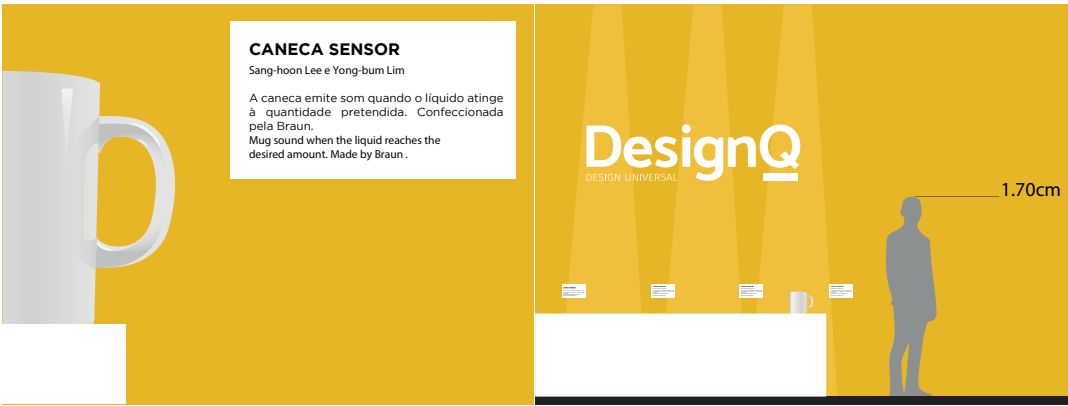 CANECA SENSOR
Sang-hoon Lee e Yong-bum Lim
A caneca emite som quando o líquido atinge
à quantidade pretendida. Confeccionada
pela Braun.
Mug sound when the liquid reaches the
desired amount. Made by Braun .
DesignQ
DESIGN UNIVERSAL
1.70cm